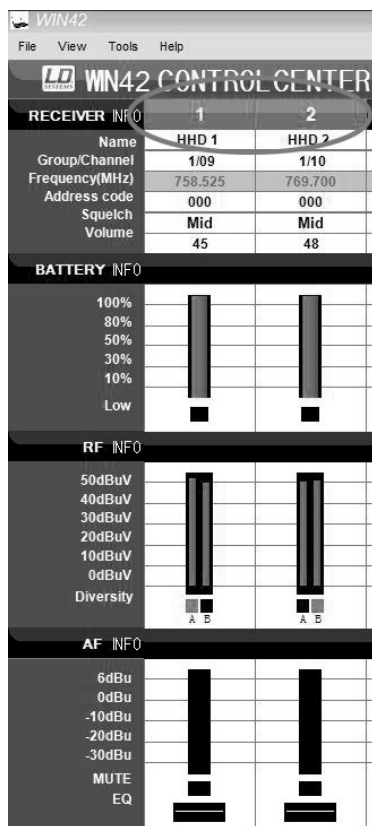 WIN42
File View Tools Help
LD SYSTEMS WIN42 CONTROL CENTER
RECEIVER INFO 1 2
Name HHD 1 HHD 2
Group/Channel 1/09 1/10
Frequency(MHz) 758.525 769.700
Address code 000 000
Squelch Mid Mid
Volume 45 48
BATTERY INFO
100%
80%
50%
30%
10%
Low
RF INFO
50dBuV
40dBuV
30dBuV
20dBuV
10dBuV
0dBuV
Diversity
A B A B
AF INFO
6dBu
0dBu
-10dBu
-20dBu
-30dBu
MUTE
EQ